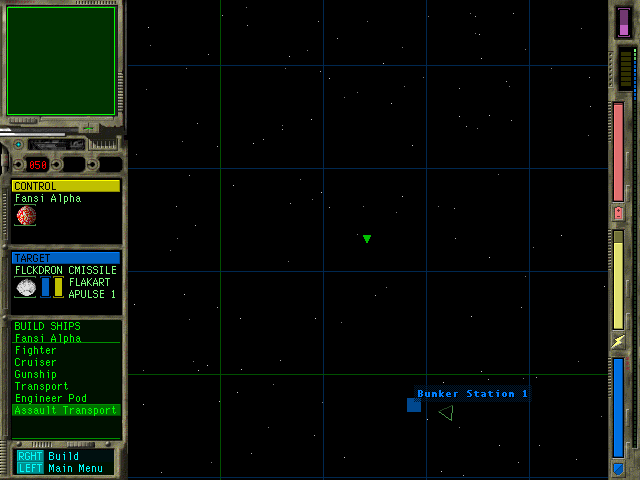 050
CONTROL
Fansi Alpha
TARGET
FLCKDRON CMISSILE
FLAKART
APULSE 1
BUILD SHIPS
Fansi Alpha
Fighter
Cruiser
Gunship
Transport
Engineer Pod
Assault Transport
RGHT Build
LEFT Main Menu
Bunker Station 1